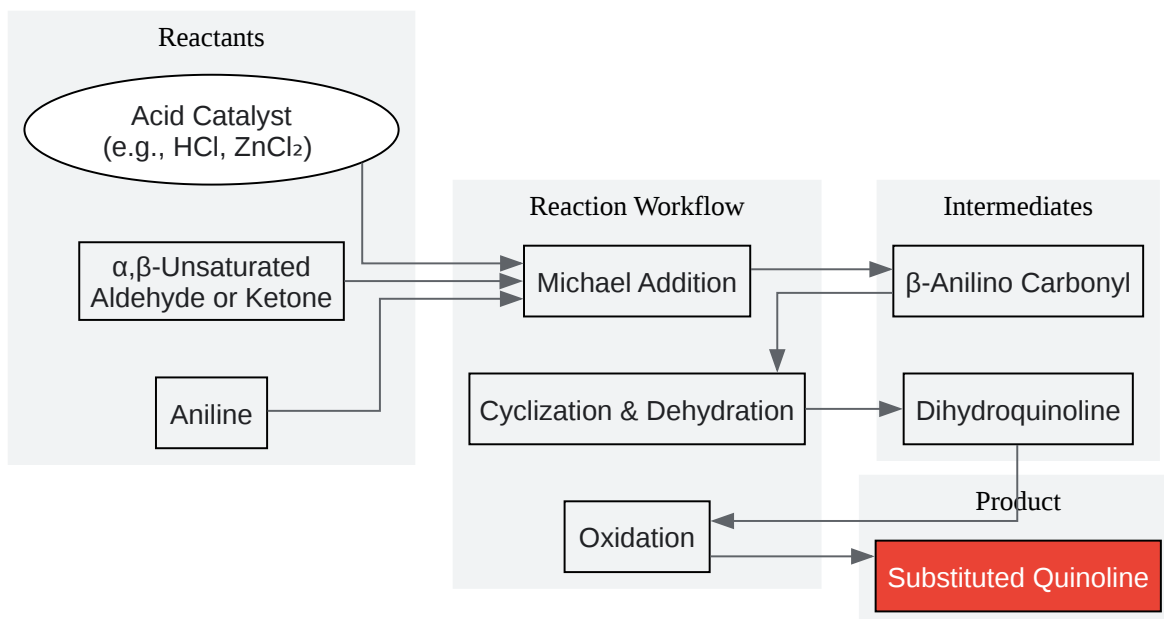 Reactants
Acid Catalyst
(e.g., HCl, ZnCl₂)
α,β-Unsaturated
Aldehyde or Ketone
Aniline
Reaction Workflow
Michael Addition
Cyclization & Dehydration
Oxidation
Intermediates
β-Anilino Carbonyl
Dihydroquinoline
Product
Substituted Quinoline